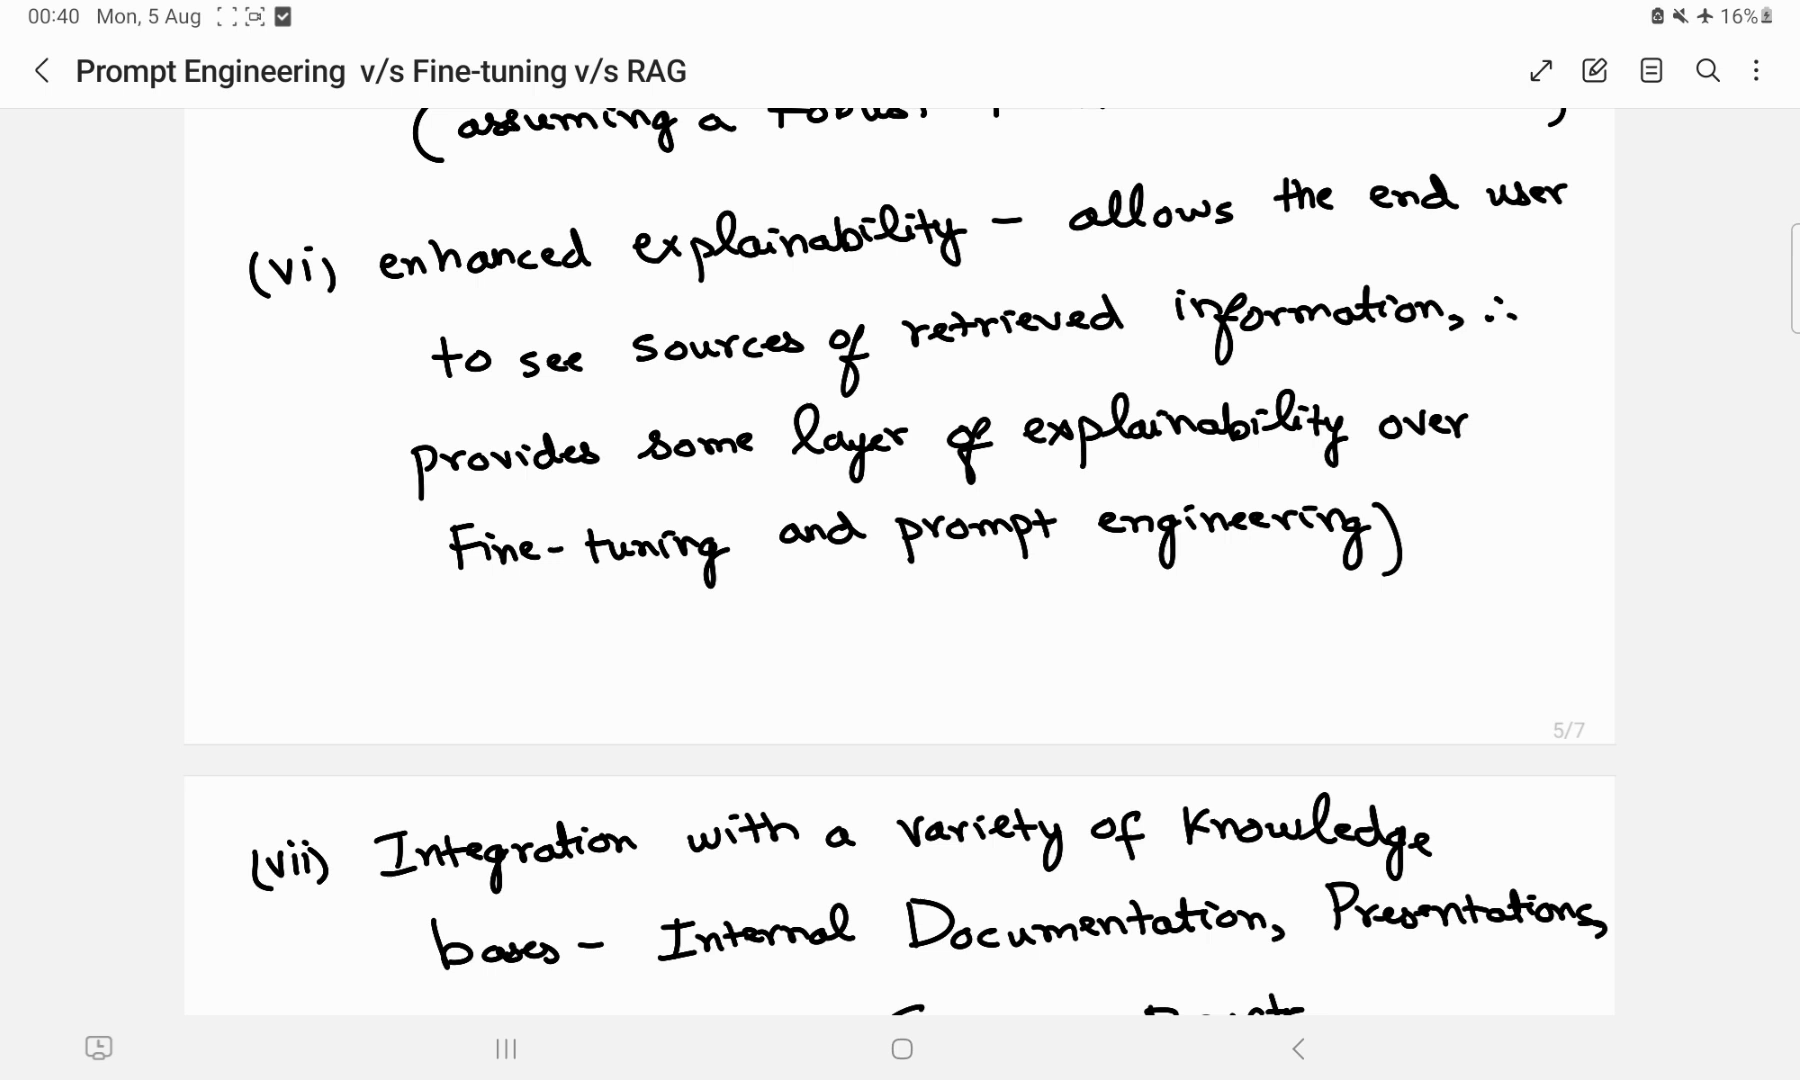 00:40 Mon, 5 Aug 16%
Prompt Engineering v/s Fine-tuning v/s RAG
(assuming a )
(vi) enhanced explainability - allows the end user
to see sources of retrieved information, ∴
provides some layer of explainability over
Fine-tuning and prompt engineering)
5/7
(vii) Integration with a variety of Knowledge
bases - Internal Documentation, Presentations,